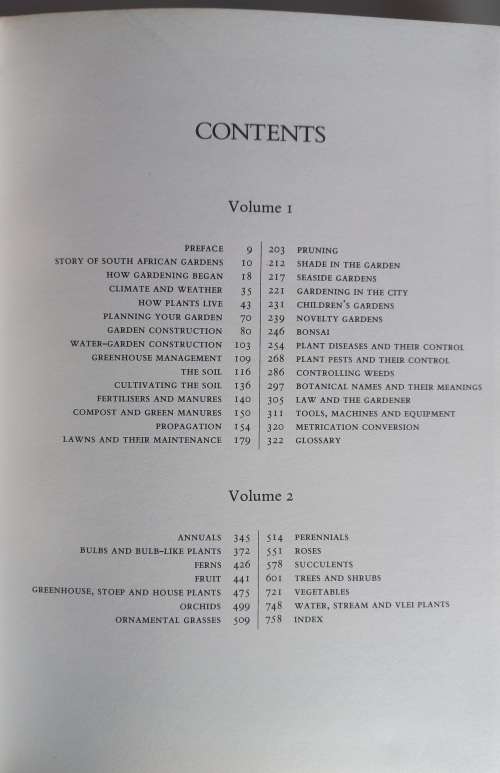 CONTENTS
Volume 1
PREFACE 9
STORY OF SOUTH AFRICAN GARDENS 10
HOW GARDENING BEGAN 18
CLIMATE AND WEATHER 35
HOW PLANTS LIVE 43
PLANNING YOUR GARDEN 70
GARDEN CONSTRUCTION 80
WATER-GARDEN CONSTRUCTION 103
GREENHOUSE MANAGEMENT 109
THE SOIL 116
CULTIVATING THE SOIL 136
FERTILISERS AND MANURES 140
COMPOST AND GREEN MANURES 150
PROPAGATION 154
LAWNS AND THEIR MAINTENANCE 179
203 PRUNING
212 SHADE IN THE GARDEN
217 SEASIDE GARDENS
221 GARDENING IN THE CITY
231 CHILDREN'S GARDENS
239 NOVELTY GARDENS
246 BONSAI
254 PLANT DISEASES AND THEIR CONTROL
268 PLANT PESTS AND THEIR CONTROL
286 CONTROLLING WEEDS
297 BOTANICAL NAMES AND THEIR MEANINGS
305 LAW AND THE GARDENER
311 TOOLS, MACHINES AND EQUIPMENT
320 METRICATION CONVERSION
322 GLOSSARY
Volume 2
ANNUALS 345
BULBS AND BULB-LIKE PLANTS 372
FERNS 426
FRUIT 441
GREENHOUSE, STOEP AND HOUSE PLANTS 475
ORCHIDS 499
ORNAMENTAL GRASSES 509
514 PERENNIALS
551 ROSES
578 SUCCULENTS
601 TREES AND SHRUBS
721 VEGETABLES
748 WATER, STREAM AND VLEI PLANTS
758 INDEX